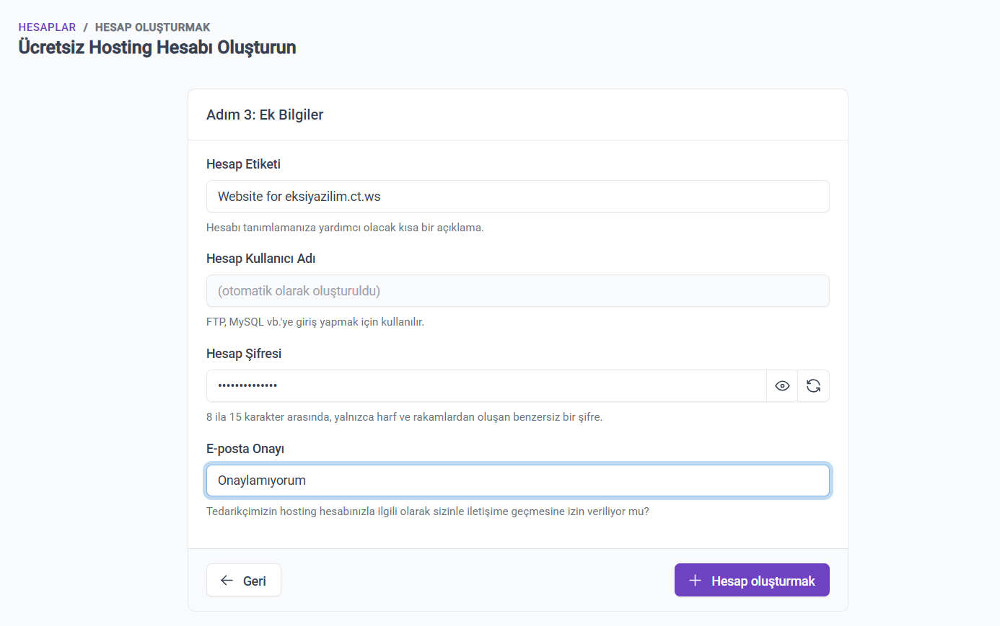 HESAPLAR / HESAP OLUŞTURMAK
Ücretsiz Hosting Hesabı Oluşturun
Adım 3: Ek Bilgiler
Hesap Etiketi
Website for eksiyazilim.ct.ws
Hesabı tanımlamanıza yardımcı olacak kısa bir açıklama.
Hesap Kullanıcı Adı
(otomatik olarak oluşturuldu)
FTP, MySQL vb.'ye giriş yapmak için kullanılır.
Hesap Şifresi
••••••••••••••
8 ila 15 karakter arasında, yalnızca harf ve rakamlardan oluşan benzersiz bir şifre.
E-posta Onayı
Onaylamıyorum
Tedarikçimizin hosting hesabınızla ilgili olarak sizinle iletişime geçmesine izin veriliyor mu?
Geri
Hesap oluşturmak